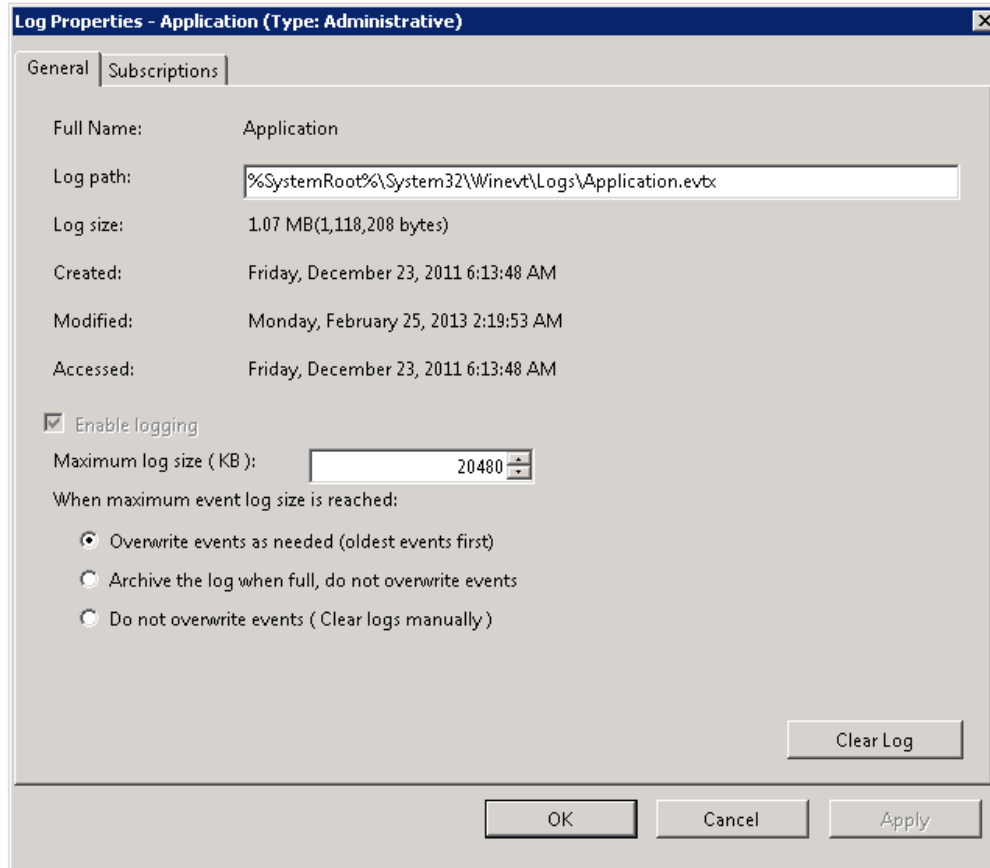 Log Properties - Application (Type: Administrative)
General Subscriptions
Full Name: Application
Log path: %SystemRoot%\System32\Winevt\Logs\Application.evtx
Log size: 1.07 MB(1,118,208 bytes)
Created: Friday, December 23, 2011 6:13:48 AM
Modified: Monday, February 25, 2013 2:19:53 AM
Accessed: Friday, December 23, 2011 6:13:48 AM
Enable logging
Maximum log size ( KB ): 20480
When maximum event log size is reached:
Overwrite events as needed (oldest events first)
Archive the log when full, do not overwrite events
Do not overwrite events ( Clear logs manually )
Clear Log
OK Cancel Apply